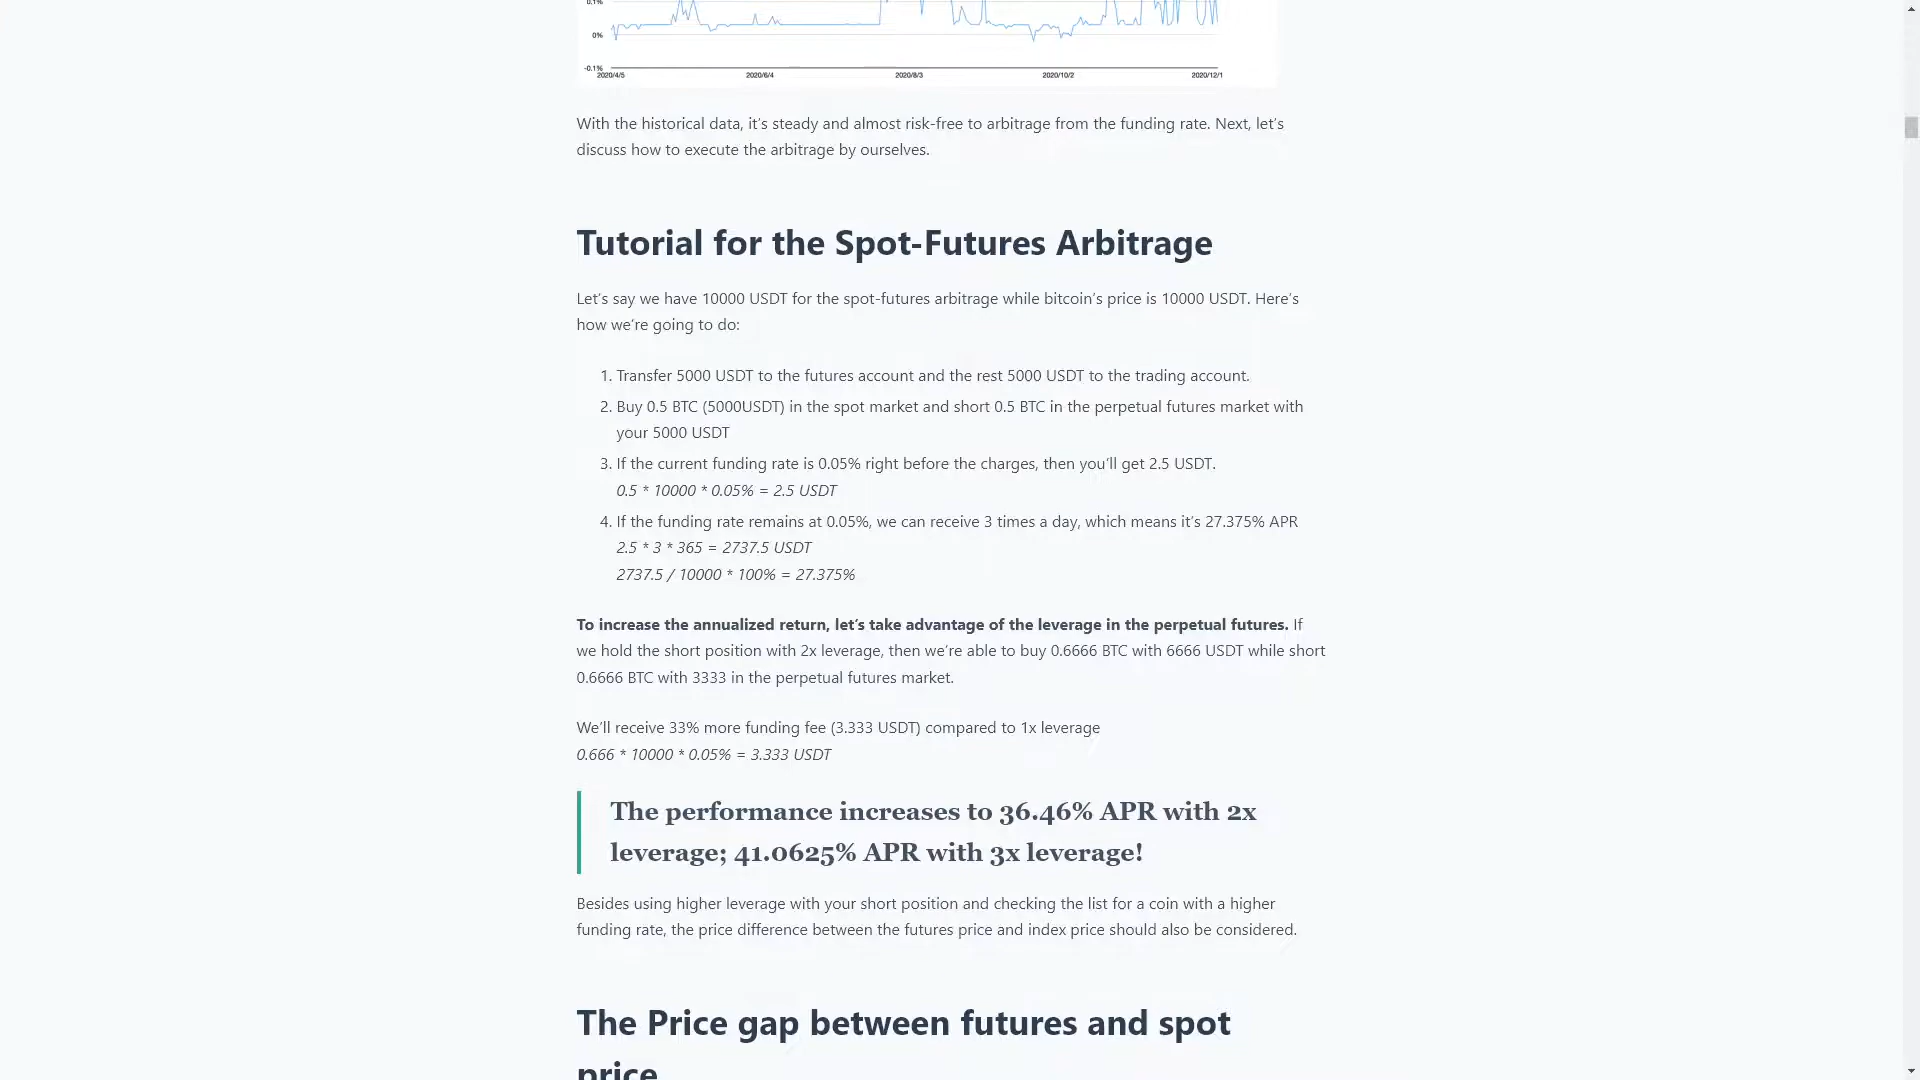 0.1%
0%
-0.1%
2020/4/5 2020/6/4 2020/8/3 2020/10/2 2020/12/1
With the historical data, it’s steady and almost risk-free to arbitrage from the funding rate. Next, let’s
discuss how to execute the arbitrage by ourselves.
Tutorial for the Spot-Futures Arbitrage
Let’s say we have 10000 USDT for the spot-futures arbitrage while bitcoin’s price is 10000 USDT. Here’s
how we’re going to do:
1. Transfer 5000 USDT to the futures account and the rest 5000 USDT to the trading account.
2. Buy 0.5 BTC (5000USDT) in the spot market and short 0.5 BTC in the perpetual futures market with
your 5000 USDT
3. If the current funding rate is 0.05% right before the charges, then you’ll get 2.5 USDT.
0.5 * 10000 * 0.05% = 2.5 USDT
4. If the funding rate remains at 0.05%, we can receive 3 times a day, which means it’s 27.375% APR
2.5 * 3 * 365 = 2737.5 USDT
2737.5 / 10000 * 100% = 27.375%
To increase the annualized return, let’s take advantage of the leverage in the perpetual futures. If
we hold the short position with 2x leverage, then we’re able to buy 0.6666 BTC with 6666 USDT while short
0.6666 BTC with 3333 in the perpetual futures market.
We’ll receive 33% more funding fee (3.333 USDT) compared to 1x leverage
0.666 * 10000 * 0.05% = 3.333 USDT
The performance increases to 36.46% APR with 2x
leverage; 41.0625% APR with 3x leverage!
Besides using higher leverage with your short position and checking the list for a coin with a higher
funding rate, the price difference between the futures price and index price should also be considered.
The Price gap between futures and spot
price